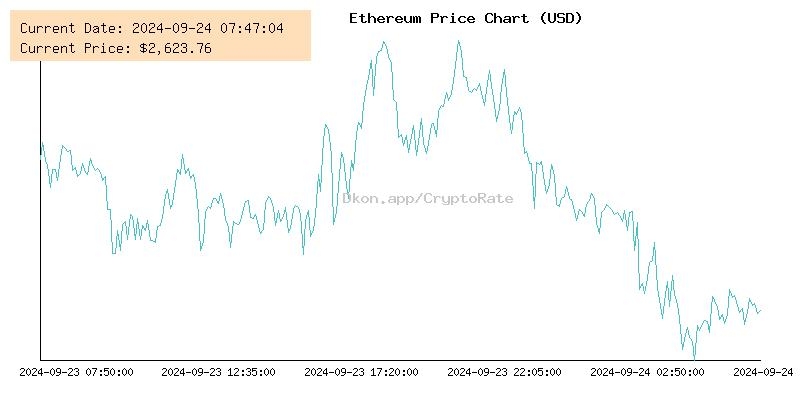 Ethereum Price Chart (USD)
Current Date: 2024-09-24 07:47:04
Current Price: $2,623.76
Dkon.app/CryptoRate
2024-09-23 07:50:00
2024-09-23 12:35:00
2024-09-23 17:20:00
2024-09-23 22:05:00
2024-09-24 02:50:00
2024-09-24